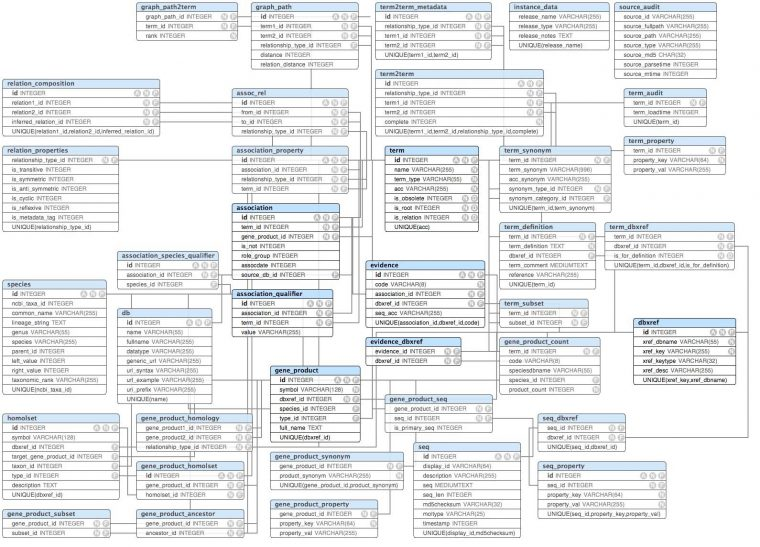 graph_path2term
graph_path_id INTEGER
term_id INTEGER
rank INTEGER
graph_path
id INTEGER
term1_id INTEGER
term2_id INTEGER
relationship_type_id INTEGER
distance INTEGER
relation_distance INTEGER
term2term_metadata
id INTEGER
relationship_type_id INTEGER
term1_id INTEGER
term2_id INTEGER
UNIQUE(term1_id,term2_id)
instance_data
release_name VARCHAR(255)
release_type VARCHAR(255)
release_notes TEXT
UNIQUE(release_name)
source_audit
source_id VARCHAR(255)
source_fullpath VARCHAR(255)
source_path VARCHAR(255)
source_type VARCHAR(255)
source_md5 CHAR(32)
source_parsetime INTEGER
source_mtime INTEGER
relation_composition
id INTEGER
relation1_id INTEGER
relation2_id INTEGER
inferred_relation_id INTEGER
UNIQUE(relation1_id,relation2_id,inferred_relation_id)
assoc_rel
id INTEGER
from_id INTEGER
to_id INTEGER
relationship_type_id INTEGER
term2term
id INTEGER
relationship_type_id INTEGER
term1_id INTEGER
term2_id INTEGER
complete INTEGER
UNIQUE(term1_id,term2_id,relationship_type_id,complete)
term_audit
term_id INTEGER
term_loadtime INTEGER
UNIQUE(term_id)
relation_properties
relationship_type_id INTEGER
is_transitive INTEGER
is_symmetric INTEGER
is_anti_symmetric INTEGER
is_cyclic INTEGER
is_reflexive INTEGER
is_metadata_tag INTEGER
UNIQUE(relationship_type_id)
association_property
id INTEGER
association_id INTEGER
relationship_type_id INTEGER
term_id INTEGER
term
id INTEGER
name VARCHAR(255)
term_type VARCHAR(55)
acc VARCHAR(255)
is_obsolete INTEGER
is_root INTEGER
is_relation INTEGER
UNIQUE(acc)
term_synonym
term_id INTEGER
term_synonym VARCHAR(996)
acc_synonym VARCHAR(255)
synonym_type_id INTEGER
synonym_category_id INTEGER
UNIQUE(term_id,term_synonym)
term_property
term_id INTEGER
property_key VARCHAR(64)
property_val VARCHAR(255)
association
id INTEGER
term_id INTEGER
gene_product_id INTEGER
is_not INTEGER
role_group INTEGER
assocdate INTEGER
source_db_id INTEGER
term_definition
term_id INTEGER
term_definition TEXT
dbxref_id INTEGER
term_comment MEDIUMTEXT
reference VARCHAR(255)
UNIQUE(term_id)
term_dbxref
term_id INTEGER
dbxref_id INTEGER
is_for_definition INTEGER
UNIQUE(term_id,dbxref_id,is_for_definition)
association_species_qualifier
id INTEGER
association_id INTEGER
species_id INTEGER
evidence
id INTEGER
code VARCHAR(8)
association_id INTEGER
dbxref_id INTEGER
seq_acc VARCHAR(255)
UNIQUE(association_id,dbxref_id,code)
species
id INTEGER
ncbi_taxa_id INTEGER
common_name VARCHAR(255)
lineage_string TEXT
genus VARCHAR(55)
species VARCHAR(255)
parent_id INTEGER
left_value INTEGER
right_value INTEGER
taxonomic_rank VARCHAR(255)
UNIQUE(ncbi_taxa_id)
association_qualifier
id INTEGER
association_id INTEGER
term_id INTEGER
value VARCHAR(255)
db
id INTEGER
name VARCHAR(55)
fullname VARCHAR(255)
datatype VARCHAR(255)
generic_url VARCHAR(255)
url_syntax VARCHAR(255)
url_example VARCHAR(255)
uri_prefix VARCHAR(255)
UNIQUE(name)
term_subset
term_id INTEGER
subset_id INTEGER
dbxref
id INTEGER
xref_dbname VARCHAR(55)
xref_key VARCHAR(255)
xref_keytype VARCHAR(32)
xref_desc VARCHAR(255)
UNIQUE(xref_key,xref_dbname)
evidence_dbxref
evidence_id INTEGER
dbxref_id INTEGER
gene_product_count
term_id INTEGER
code VARCHAR(8)
speciesdbname VARCHAR(55)
species_id INTEGER
product_count INTEGER
gene_product
id INTEGER
symbol VARCHAR(128)
dbxref_id INTEGER
species_id INTEGER
type_id INTEGER
full_name TEXT
UNIQUE(dbxref_id)
gene_product_seq
gene_product_id INTEGER
seq_id INTEGER
is_primary_seq INTEGER
homolset
id INTEGER
symbol VARCHAR(128)
dbxref_id INTEGER
target_gene_product_id INTEGER
taxon_id INTEGER
type_id INTEGER
description TEXT
UNIQUE(dbxref_id)
gene_product_homology
gene_product1_id INTEGER
gene_product2_id INTEGER
relationship_type_id INTEGER
seq_dbxref
seq_id INTEGER
dbxref_id INTEGER
UNIQUE(seq_id,dbxref_id)
seq
id INTEGER
display_id VARCHAR(64)
description VARCHAR(255)
seq MEDIUMTEXT
seq_len INTEGER
md5checksum VARCHAR(32)
moltype VARCHAR(25)
timestamp INTEGER
UNIQUE(display_id,md5checksum)
gene_product_synonym
gene_product_id INTEGER
product_synonym VARCHAR(255)
UNIQUE(gene_product_id,product_synonym)
gene_product_homolset
id INTEGER
gene_product_id INTEGER
homolset_id INTEGER
seq_property
id INTEGER
seq_id INTEGER
property_key VARCHAR(64)
property_val VARCHAR(255)
UNIQUE(seq_id,property_key,property_val)
gene_product_property
gene_product_id INTEGER
property_key VARCHAR(64)
property_val VARCHAR(255)
gene_product_subset
gene_product_id INTEGER
subset_id INTEGER
gene_product_ancestor
gene_product_id INTEGER
ancestor_id INTEGER